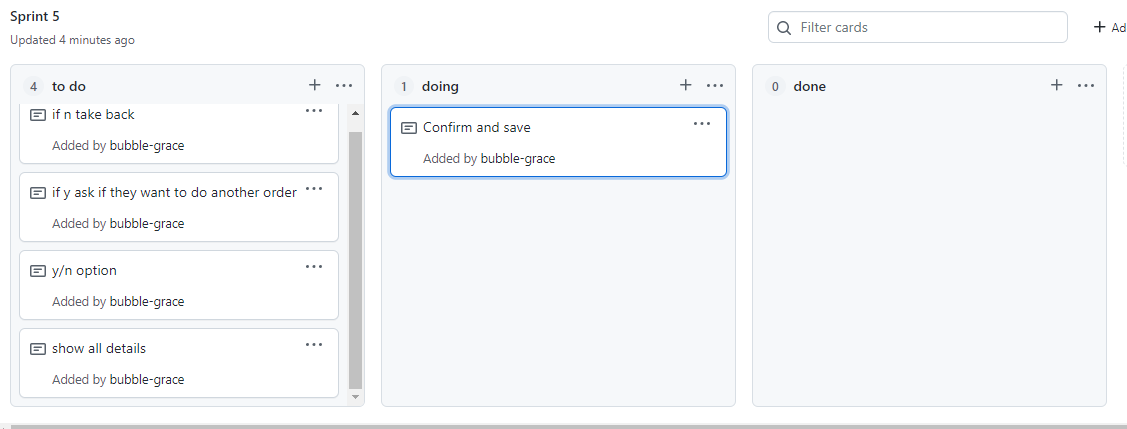 Sprint 5
Updated 4 minutes ago
Filter cards
+ Ad
4 to do
if n take back
Added by bubble-grace
if y ask if they want to do another order
Added by bubble-grace
y/n option
Added by bubble-grace
show all details
Added by bubble-grace
1 doing
Confirm and save
Added by bubble-grace
0 done